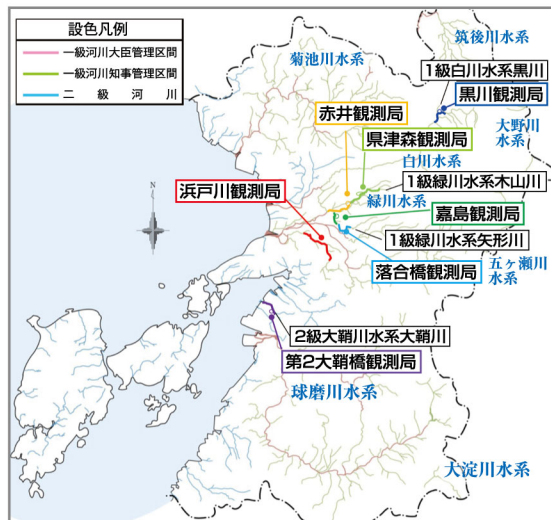 設色凡例
一級河川大臣管理区間
一級河川知事管理区間
二級河川
筑後川水系
菊池川水系
1級白川水系黒川
黒川観測局
赤井観測局
大野川
水系
県津森観測局
白川水系
1級緑川水系木山川
浜戸川観測局
緑川水系
嘉島観測局
1級緑川水系矢形川
五ヶ瀬川
水系
落合橋観測局
N
2級大鞘川水系大鞘川
第2大鞘橋観測局
球磨川水系
大淀川水系